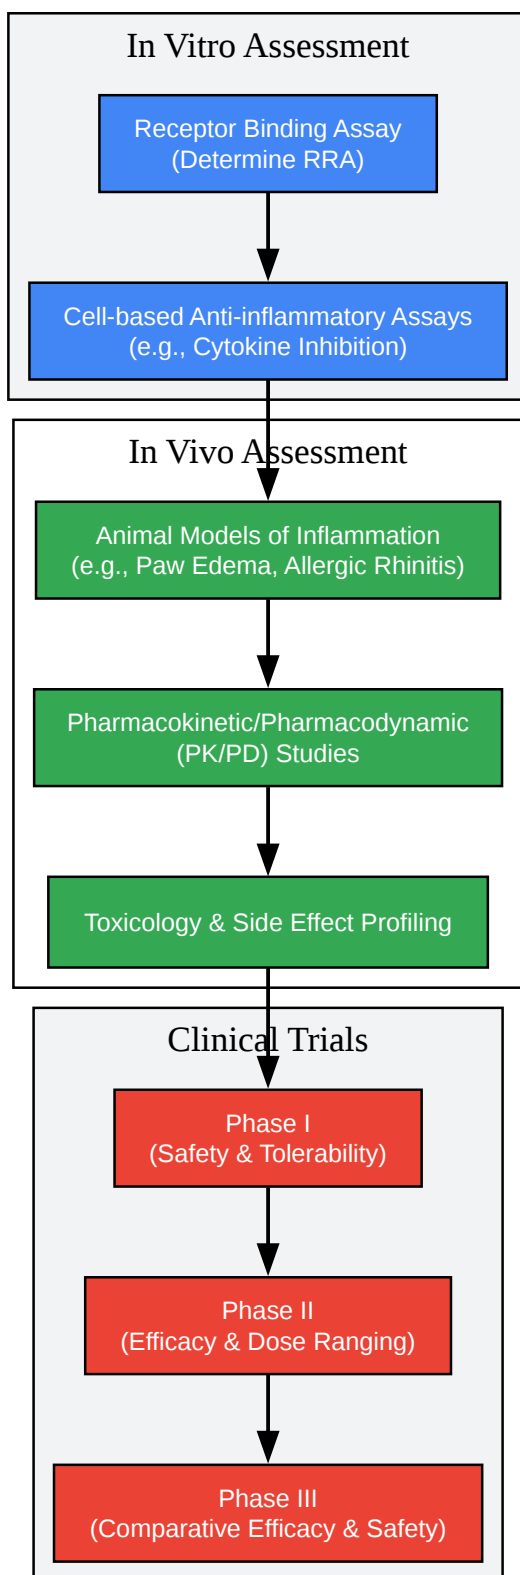 In Vitro Assessment
Receptor Binding Assay
(Determine RRA)
Cell-based Anti-inflammatory Assays
(e.g., Cytokine Inhibition)
In Vivo Assessment
Animal Models of Inflammation
(e.g., Paw Edema, Allergic Rhinitis)
Pharmacokinetic/Pharmacodynamic
(PK/PD) Studies
Toxicology & Side Effect Profiling
Clinical Trials
Phase I
(Safety & Tolerability)
Phase II
(Efficacy & Dose Ranging)
Phase III
(Comparative Efficacy & Safety)